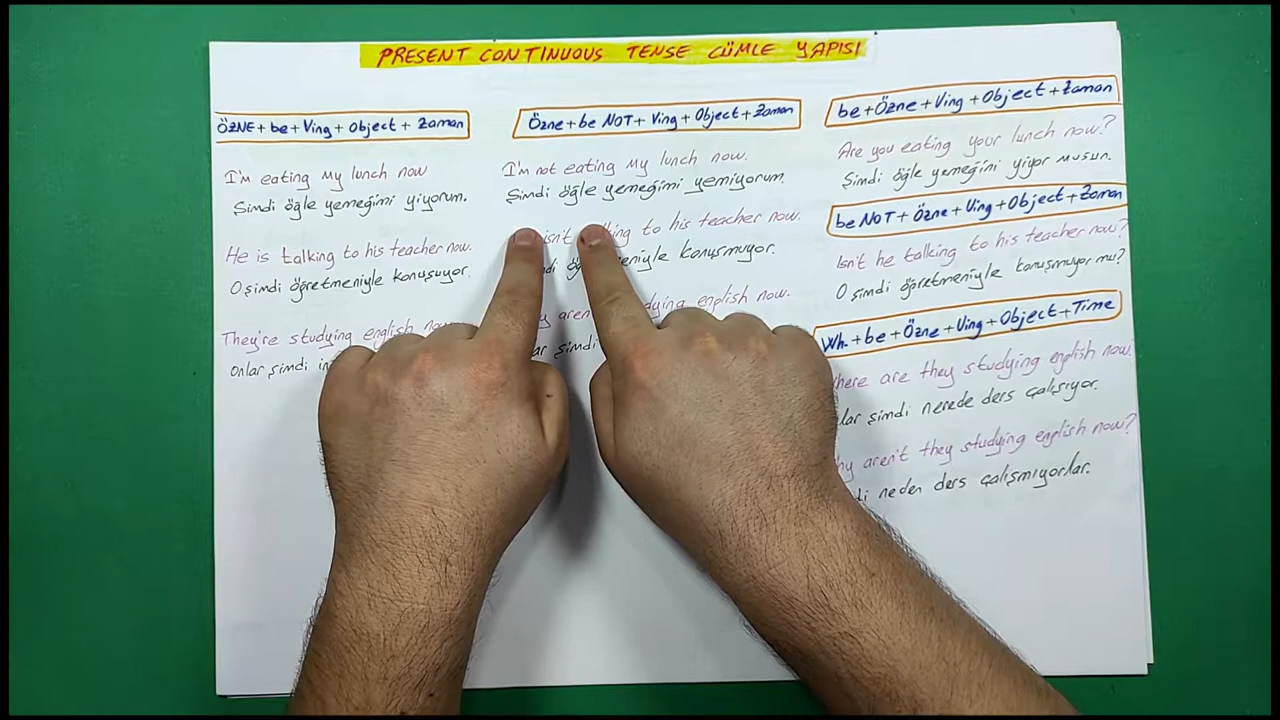 PRESENT CONTINUOUS TENSE CÜMLE YAPISI
ÖZNE + be + Ving + Object + Zaman
I'm eating my lunch now
Şimdi öğle yemeğimi yiyorum.
He is talking to his teacher now.
O şimdi öğretmeniyle konuşuyor.
They're studying english
Onlar şimdi
Özne + be NOT + Ving + Object + Zaman
I'm not eating my lunch now.
Şimdi öğle yemeğimi yemiyorum.
isn't to his teacher now.
konuşmuyor.
english now.
şimdi
be + Özne + Ving + Object + Zaman
Are you eating your lunch now?
Şimdi öğle yemeğini yiyor musun.
be NOT + Özne + Ving + Object + Zaman
Isn't he talking to his teacher now?
O şimdi öğretmeniyle konuşmuyor mu?
Wh. + be + Özne + Ving + Object + Time
are they studying english now.
şimdi nerede ders çalışıyor.
aren't they studying english now?
neden ders çalışmıyorlar.